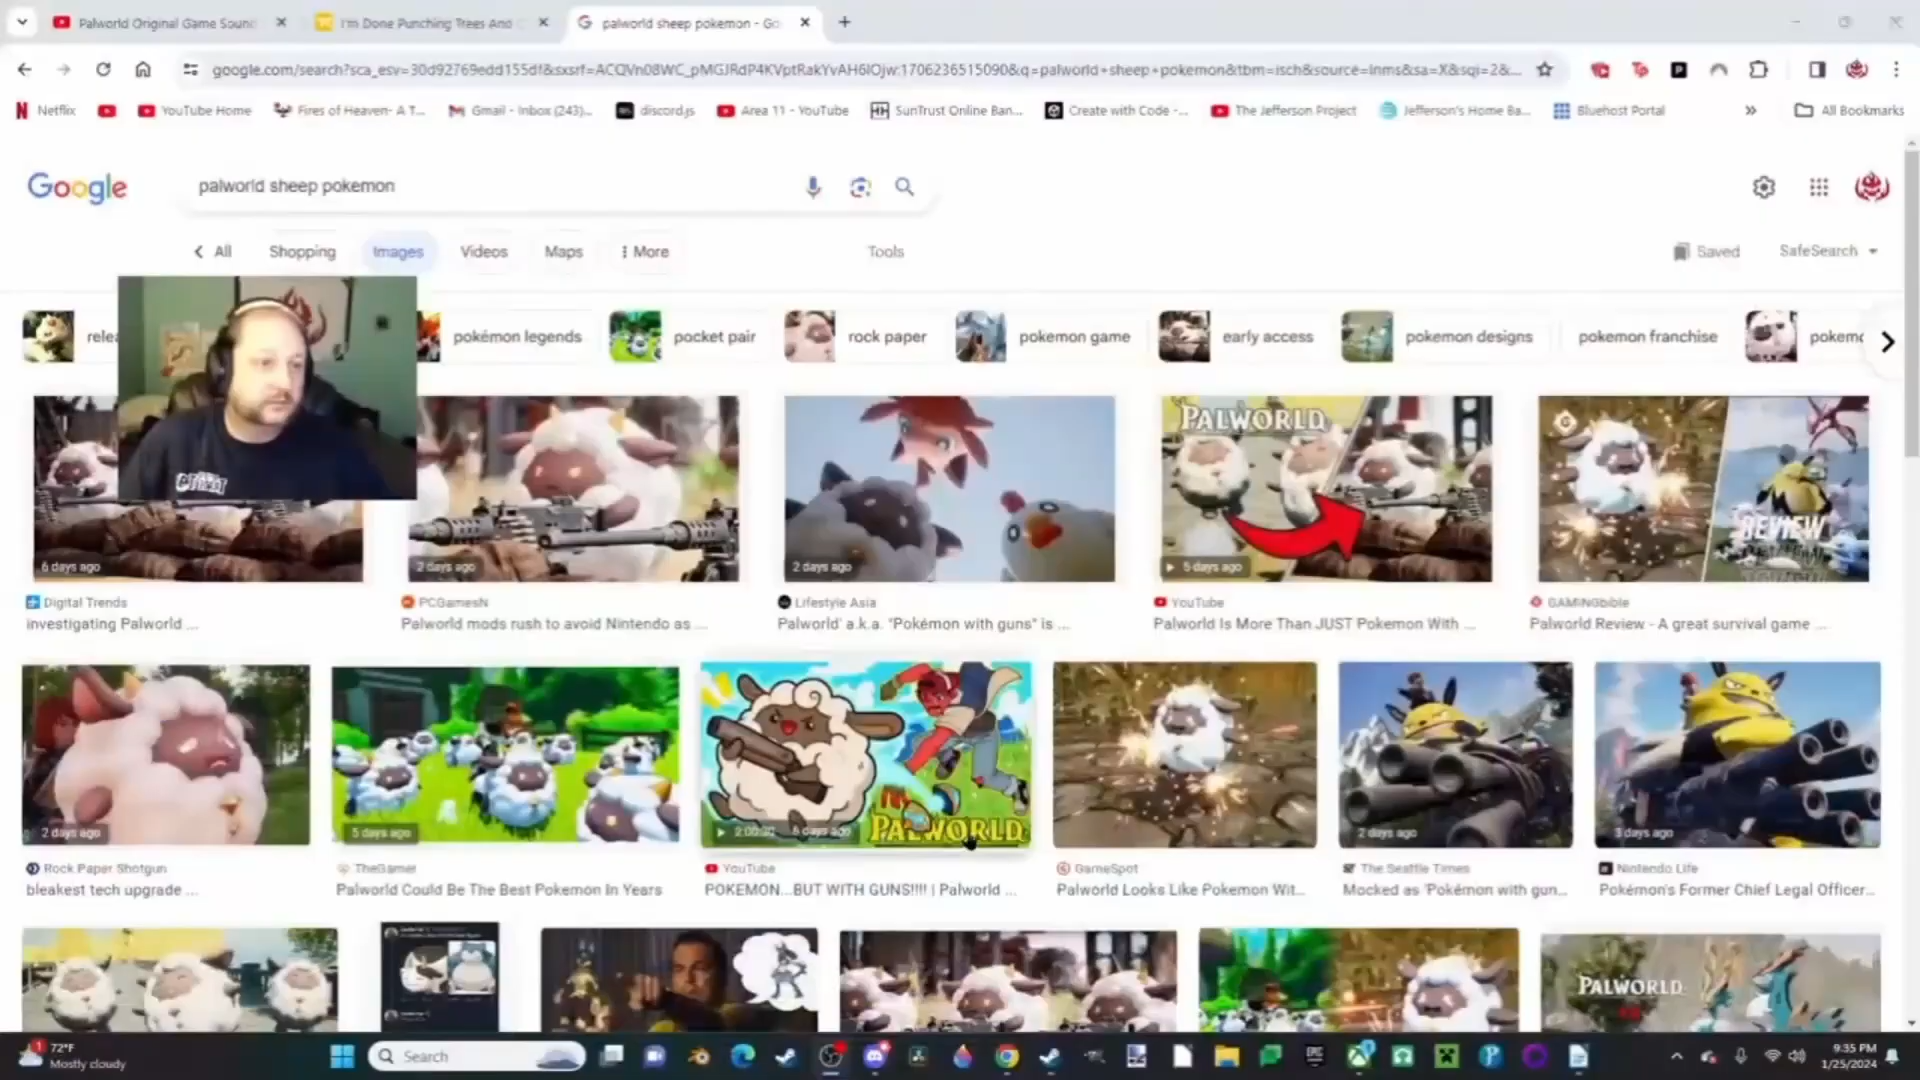 Palworld Original Game Sound
I'm Done Punching Trees And
palworld sheep pokemon - Go
google.com/search?sca_esv=30d92769edd155df&sxsrf=ACQVn08WC_pMGJRdP4KVptRakYvAH6lOjw:1706236515090&q=palworld+sheep+pokemon&tbm=isch&source=lnms&sa=X&sqi=2&...
Netflix
YouTube Home
Fires of Heaven- A T...
Gmail - Inbox (243)...
discord.js
Area 11 - YouTube
SunTrust Online Ban...
Create with Code -...
The Jefferson Project
Jefferson's Home Ba...
Bluehost Portal
All Bookmarks
Google
palworld sheep pokemon
All
Shopping
Images
Videos
Maps
More
Tools
Saved
SafeSearch
relea
pokémon legends
pocket pair
rock paper
pokemon game
early access
pokemon designs
pokemon franchise
pokemo
PALWORLD
REVIEW
6 days ago
2 days ago
2 days ago
5 days ago
Digital Trends
PCGamesN
Lifestyle Asia
YouTube
GAMINGbible
investigating Palworld ...
Palworld mods rush to avoid Nintendo as ...
Palworld' a.k.a. "Pokémon with guns" is ...
Palworld Is More Than JUST Pokemon With ...
Palworld Review - A great survival game ...
PALWORLD
2 days ago
5 days ago
6 days ago
2 days ago
3 days ago
Rock Paper Shotgun
TheGamer
YouTube
GameSpot
The Seattle Times
Nintendo Life
bleakest tech upgrade ...
Palworld Could Be The Best Pokemon In Years
POKEMON...BUT WITH GUNS!!!! | Palworld ...
Palworld Looks Like Pokemon Wit...
Mocked as 'Pokémon with gun...
Pokémon's Former Chief Legal Officer...
PALWORLD
1
72°F
Mostly cloudy
Search
EPIC
9:35 PM
1/25/2024